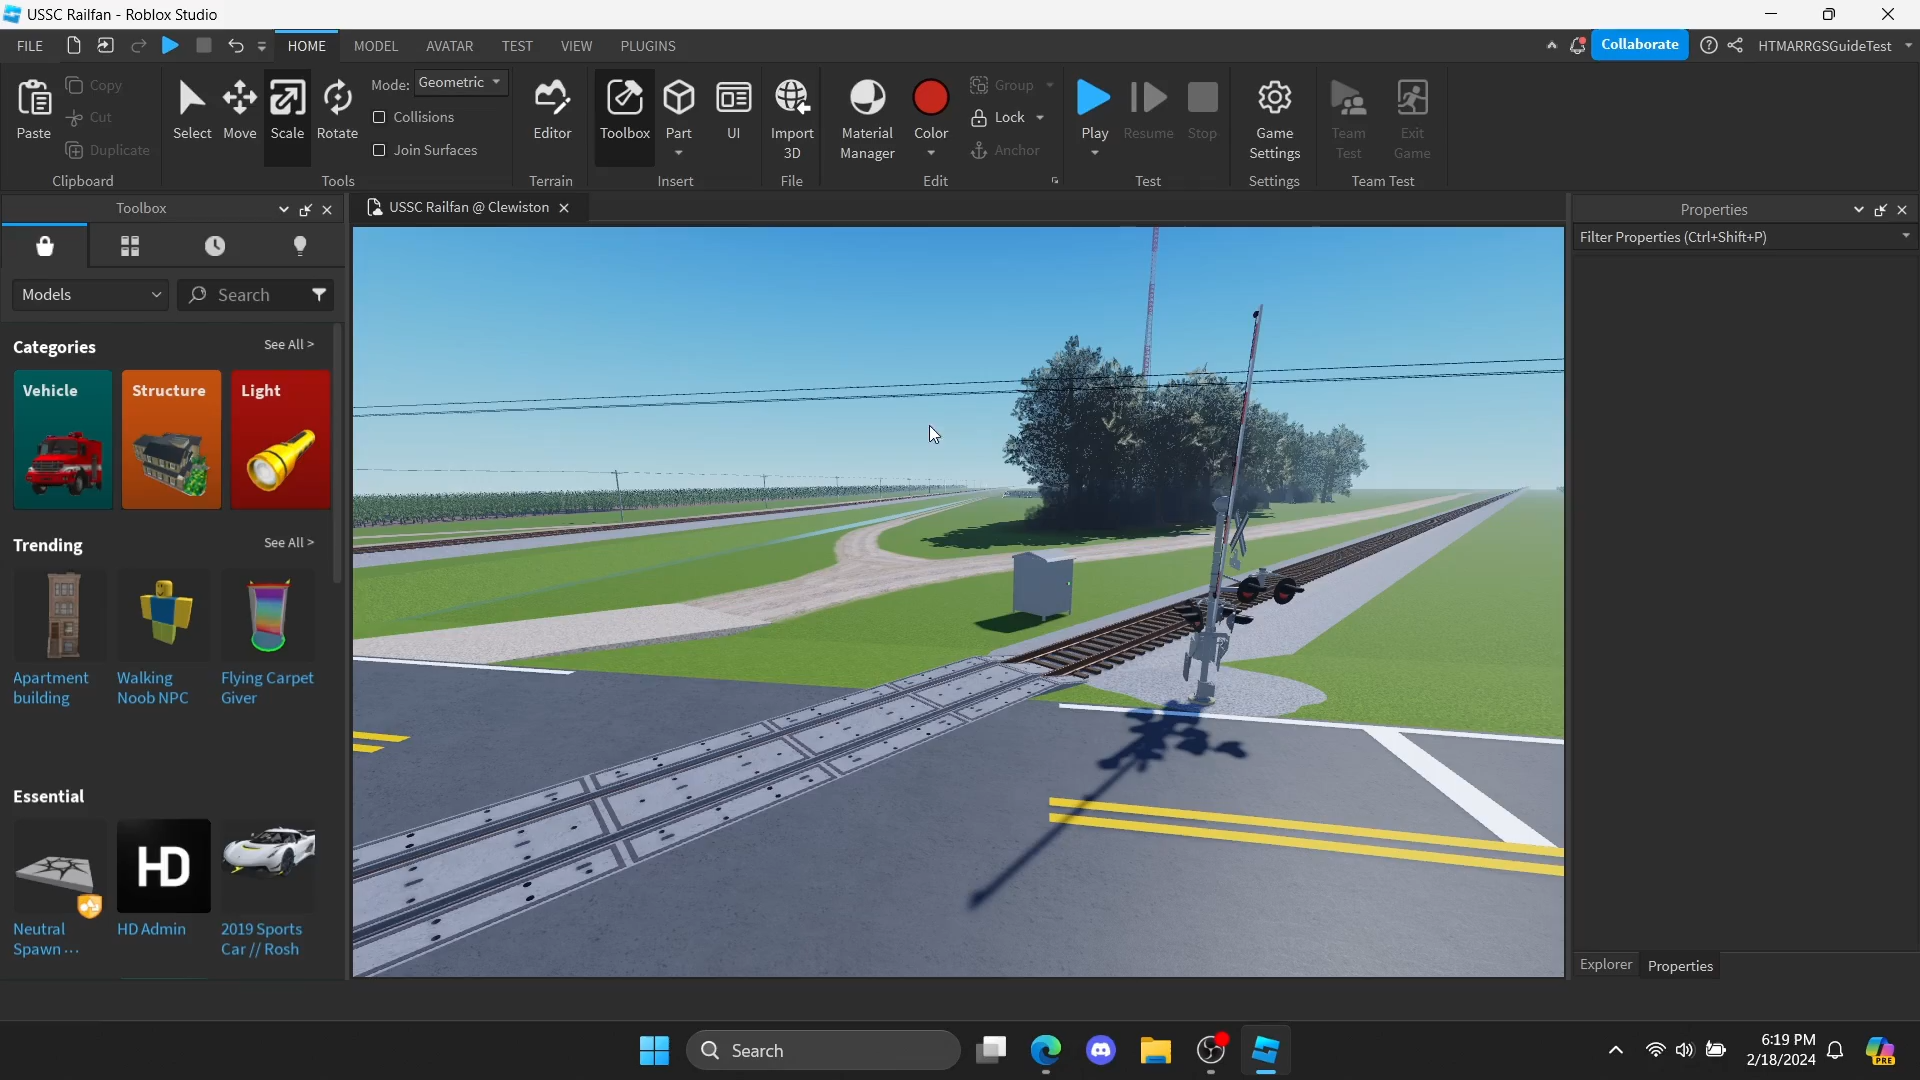 USSC Railfan - Roblox Studio
FILE HOME MODEL AVATAR TEST VIEW PLUGINS Collaborate HTMARRGSGuideTest
Paste
Copy
Cut
Duplicate
Clipboard
Select Move Scale Rotate
Mode: Geometric
Collisions
Join Surfaces
Tools
Editor
Terrain
Toolbox Part UI
Insert
Import
3D
File
Material
Manager
Color
Group
Lock
Anchor
Edit
Play Resume Stop
Test
Game
Settings
Settings
Team
Test
Exit
Game
Team Test
Toolbox
USSC Railfan @ Clewiston
Properties
Filter Properties (Ctrl+Shift+P)
Models
Search
Categories See All >
Vehicle Structure Light
Trending See All >
Apartment
building
Walking
Noob NPC
Flying Carpet
Giver
Essential
HD
Neutral
Spawn ...
HD Admin
2019 Sports
Car // Rosh
Explorer Properties
Search
6:19 PM
2/18/2024
PRE